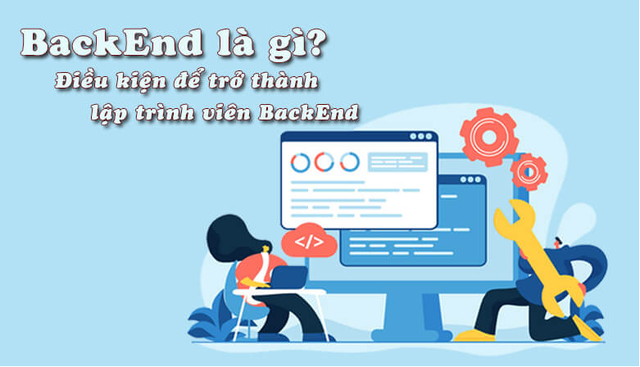 BackEnd là gì?
Điều kiện để trở thành
lập trình viên BackEnd
</>